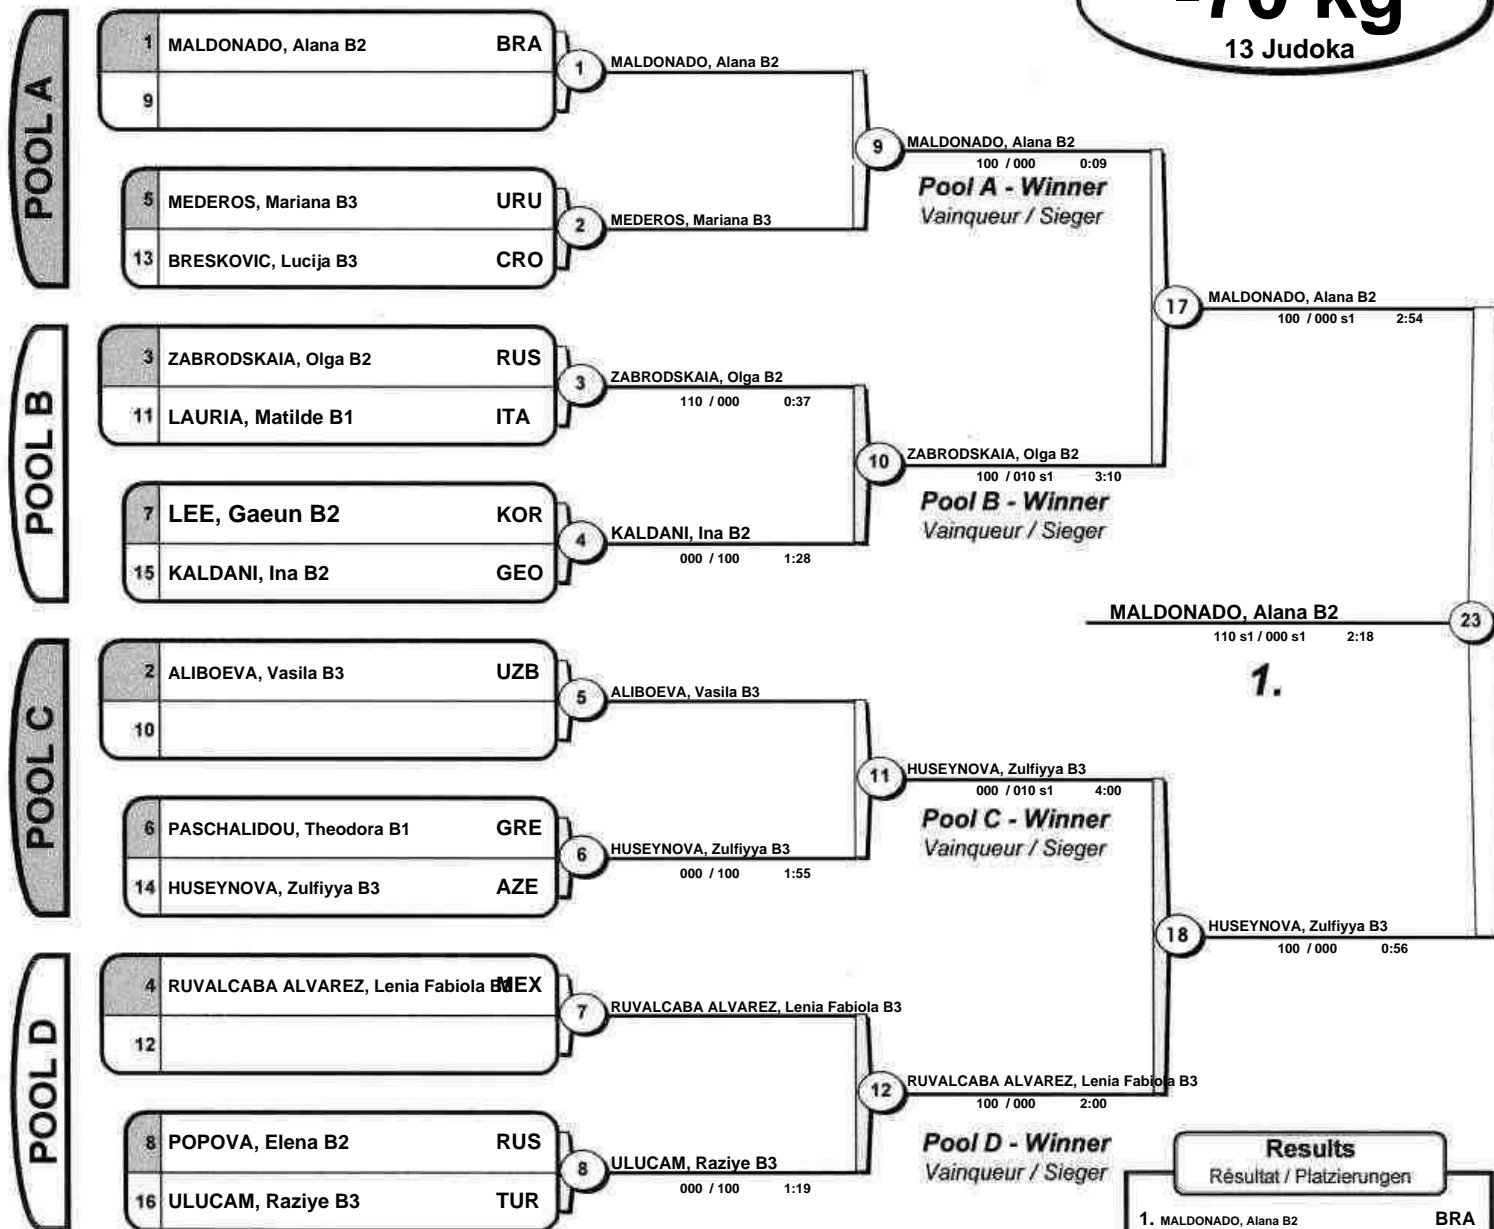 -70 kg
13 Judoka
POOL A
1 MALDONADO, Alana B2 BRA
9
1
MALDONADO, Alana B2
5 MEDEROS, Mariana B3 URU
13 BRESKOVIC, Lucija B3 CRO
2
MEDEROS, Mariana B3
9
MALDONADO, Alana B2
100 / 000 0:09
Pool A - Winner
Vainqueur / Sieger
POOL B
3 ZABRODSKAIA, Olga B2 RUS
11 LAURIA, Matilde B1 ITA
3
ZABRODSKAIA, Olga B2
110 / 000 0:37
7 LEE, Gaeun B2 KOR
15 KALDANI, Ina B2 GEO
4
KALDANI, Ina B2
000 / 100 1:28
10
ZABRODSKAIA, Olga B2
100 / 010 s1 3:10
Pool B - Winner
Vainqueur / Sieger
17
MALDONADO, Alana B2
100 / 000 s1 2:54
POOL C
2 ALIBOEVA, Vasila B3 UZB
10
5
ALIBOEVA, Vasila B3
6 PASCHALIDOU, Theodora B1 GRE
14 HUSEYNOVA, Zulfiyya B3 AZE
6
HUSEYNOVA, Zulfiyya B3
000 / 100 1:55
11
HUSEYNOVA, Zulfiyya B3
000 / 010 s1 4:00
Pool C - Winner
Vainqueur / Sieger
POOL D
4 RUVALCABA ALVAREZ, Lenia Fabiola MEX
12
7
RUVALCABA ALVAREZ, Lenia Fabiola B3
8 POPOVA, Elena B2 RUS
16 ULUCAM, Raziye B3 TUR
8
ULUCAM, Raziye B3
000 / 100 1:19
12
RUVALCABA ALVAREZ, Lenia Fabiola B3
100 / 000 2:00
Pool D - Winner
Vainqueur / Sieger
18
HUSEYNOVA, Zulfiyya B3
100 / 000 0:56
23
MALDONADO, Alana B2
110 s1 / 000 s1 2:18
1.
Results
Résultat / Platzierungen
1. MALDONADO, Alana B2 BRA